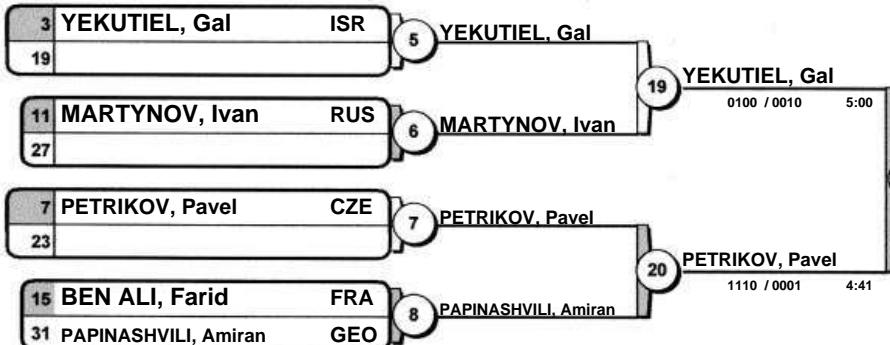 3 YEKUTIEL, Gal ISR
19
5 YEKUTIEL, Gal
11 MARTYNOV, Ivan RUS
27
6 MARTYNOV, Ivan
19 YEKUTIEL, Gal
0100 / 0010 5:00
7 PETRIKOV, Pavel CZE
23
7 PETRIKOV, Pavel
15 BEN ALI, Farid FRA
31 PAPINASHVILI, Amiran GEO
8 PAPINASHVILI, Amiran
20 PETRIKOV, Pavel
1110 / 0001 4:41